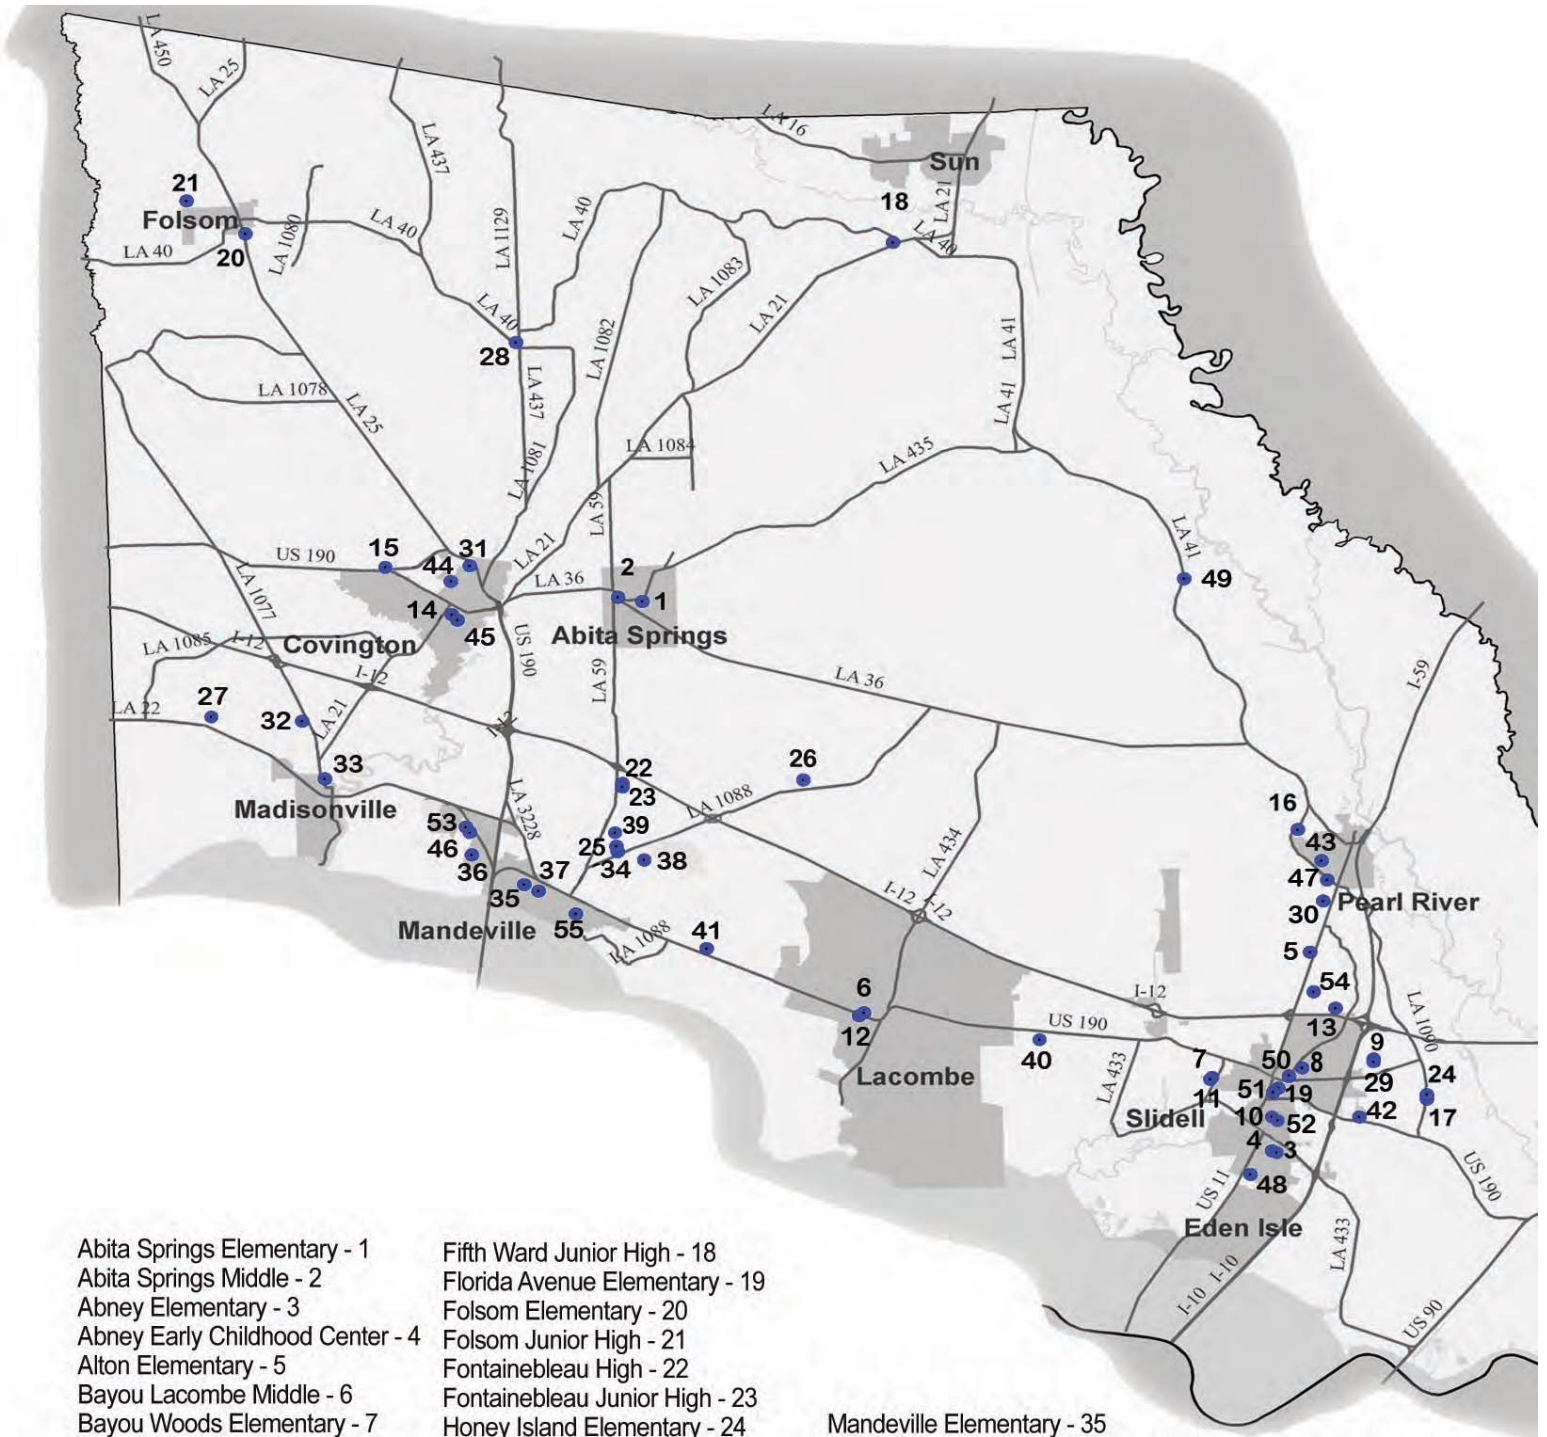 LA 450
LA 25
LA 437
LA 16
Sun
21
Folsom
LA 1080
LA 40
LA 1129
LA 40
18
LA 21
LA 40
LA 40
20
LA 1083
LA 21
LA 40
28
LA 1082
LA 41
LA 1078
LA 25
LA 437
LA 41
LA 1084
LA 435
LA 1081
LA 59
LA 21
LA 41
US 190
15
31
44
2
LA 36
49
LA 1077
14
45
1
LA 1085
I-12
Covington
US 190
Abita Springs
I-12
LA 59
LA 36
I-59
27
LA 22
32
LA 21
I-12
33
22
26
Madisonville
LA 3228
23
LA 1088
16
53
39
43
46
25
34
38
LA 434
36
37
47
35
I-12
I-12
30
Pearl River
Mandeville
55
LA 1088
41
5
6
I-12
54
12
US 190
13
LA 1090
40
7
50
8
9
Lacombe
LA 433
51
19
29
24
11
Slidell
10
52
42
17
4
3
US 190
48
US 11
Eden Isle
LA 433
I-10
I-10
US 90
Abita Springs Elementary - 1
Abita Springs Middle - 2
Abney Elementary - 3
Abney Early Childhood Center - 4
Alton Elementary - 5
Bayou Lacombe Middle - 6
Bayou Woods Elementary - 7
Fifth Ward Junior High - 18
Florida Avenue Elementary - 19
Folsom Elementary - 20
Folsom Junior High - 21
Fontainebleau High - 22
Fontainebleau Junior High - 23
Honey Island Elementary - 24
Mandeville Elementary - 35